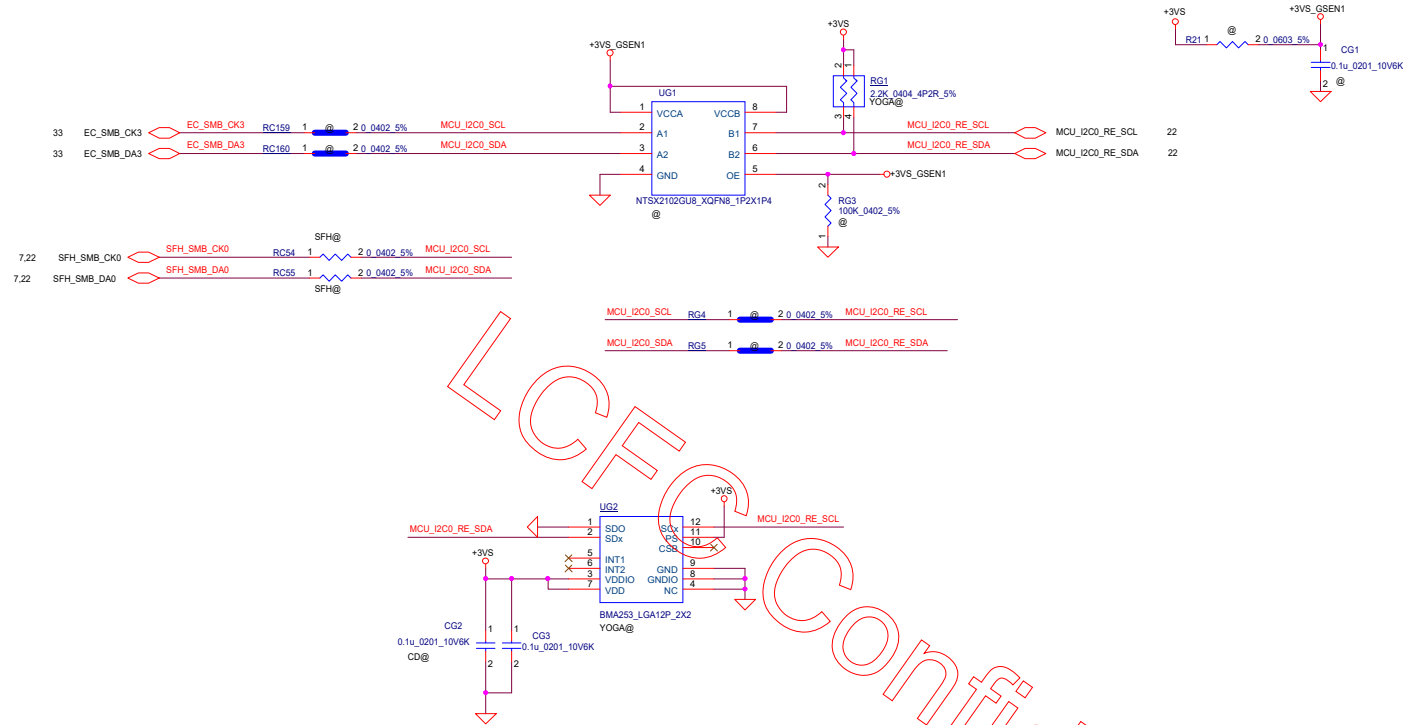 +3VS
+3VS_GSEN1
R21 1 @ 2 0_0603_5%
1 CG1
0.1u_0201_10V6K
2 @
+3VS_GSEN1
+3VS
2 1
RG1
2.2K_0404_4P2R_5%
YOGA@
3 4
UG1
1 VCCA VCCB 8
2 A1 B1 7
3 A2 B2 6
4 GND OE 5
NTSX2102GU8_XQFN8_1P2X1P4
@
33 EC_SMB_CK3 EC_SMB_CK3 RC159 1 @ 2 0_0402_5% MCU_I2C0_SCL
33 EC_SMB_DA3 EC_SMB_DA3 RC160 1 @ 2 0_0402_5% MCU_I2C0_SDA
MCU_I2C0_RE_SCL MCU_I2C0_RE_SCL 22
MCU_I2C0_RE_SDA MCU_I2C0_RE_SDA 22
+3VS_GSEN1
2
RG3
100K_0402_5%
@
1
SFH@
7,22 SFH_SMB_CK0 SFH_SMB_CK0 RC54 1 2 0_0402_5% MCU_I2C0_SCL
7,22 SFH_SMB_DA0 SFH_SMB_DA0 RC55 1 2 0_0402_5% MCU_I2C0_SDA
SFH@
MCU_I2C0_SCL RG4 1 @ 2 0_0402_5% MCU_I2C0_RE_SCL
MCU_I2C0_SDA RG5 1 @ 2 0_0402_5% MCU_I2C0_RE_SDA
+3VS
UG2
MCU_I2C0_RE_SDA
MCU_I2C0_RE_SCL
1 SDO SCx 12
2 SDx PS 11
CSB 10
5 INT1
6 INT2 GND 9
3 VDDIO GNDIO 8
7 VDD NC 4
BMA253_LGA12P_2X2
YOGA@
+3VS
CG2 1
0.1u_0201_10V6K
CD@ 2
1 CG3
0.1u_0201_10V6K
2
LCFC Confi